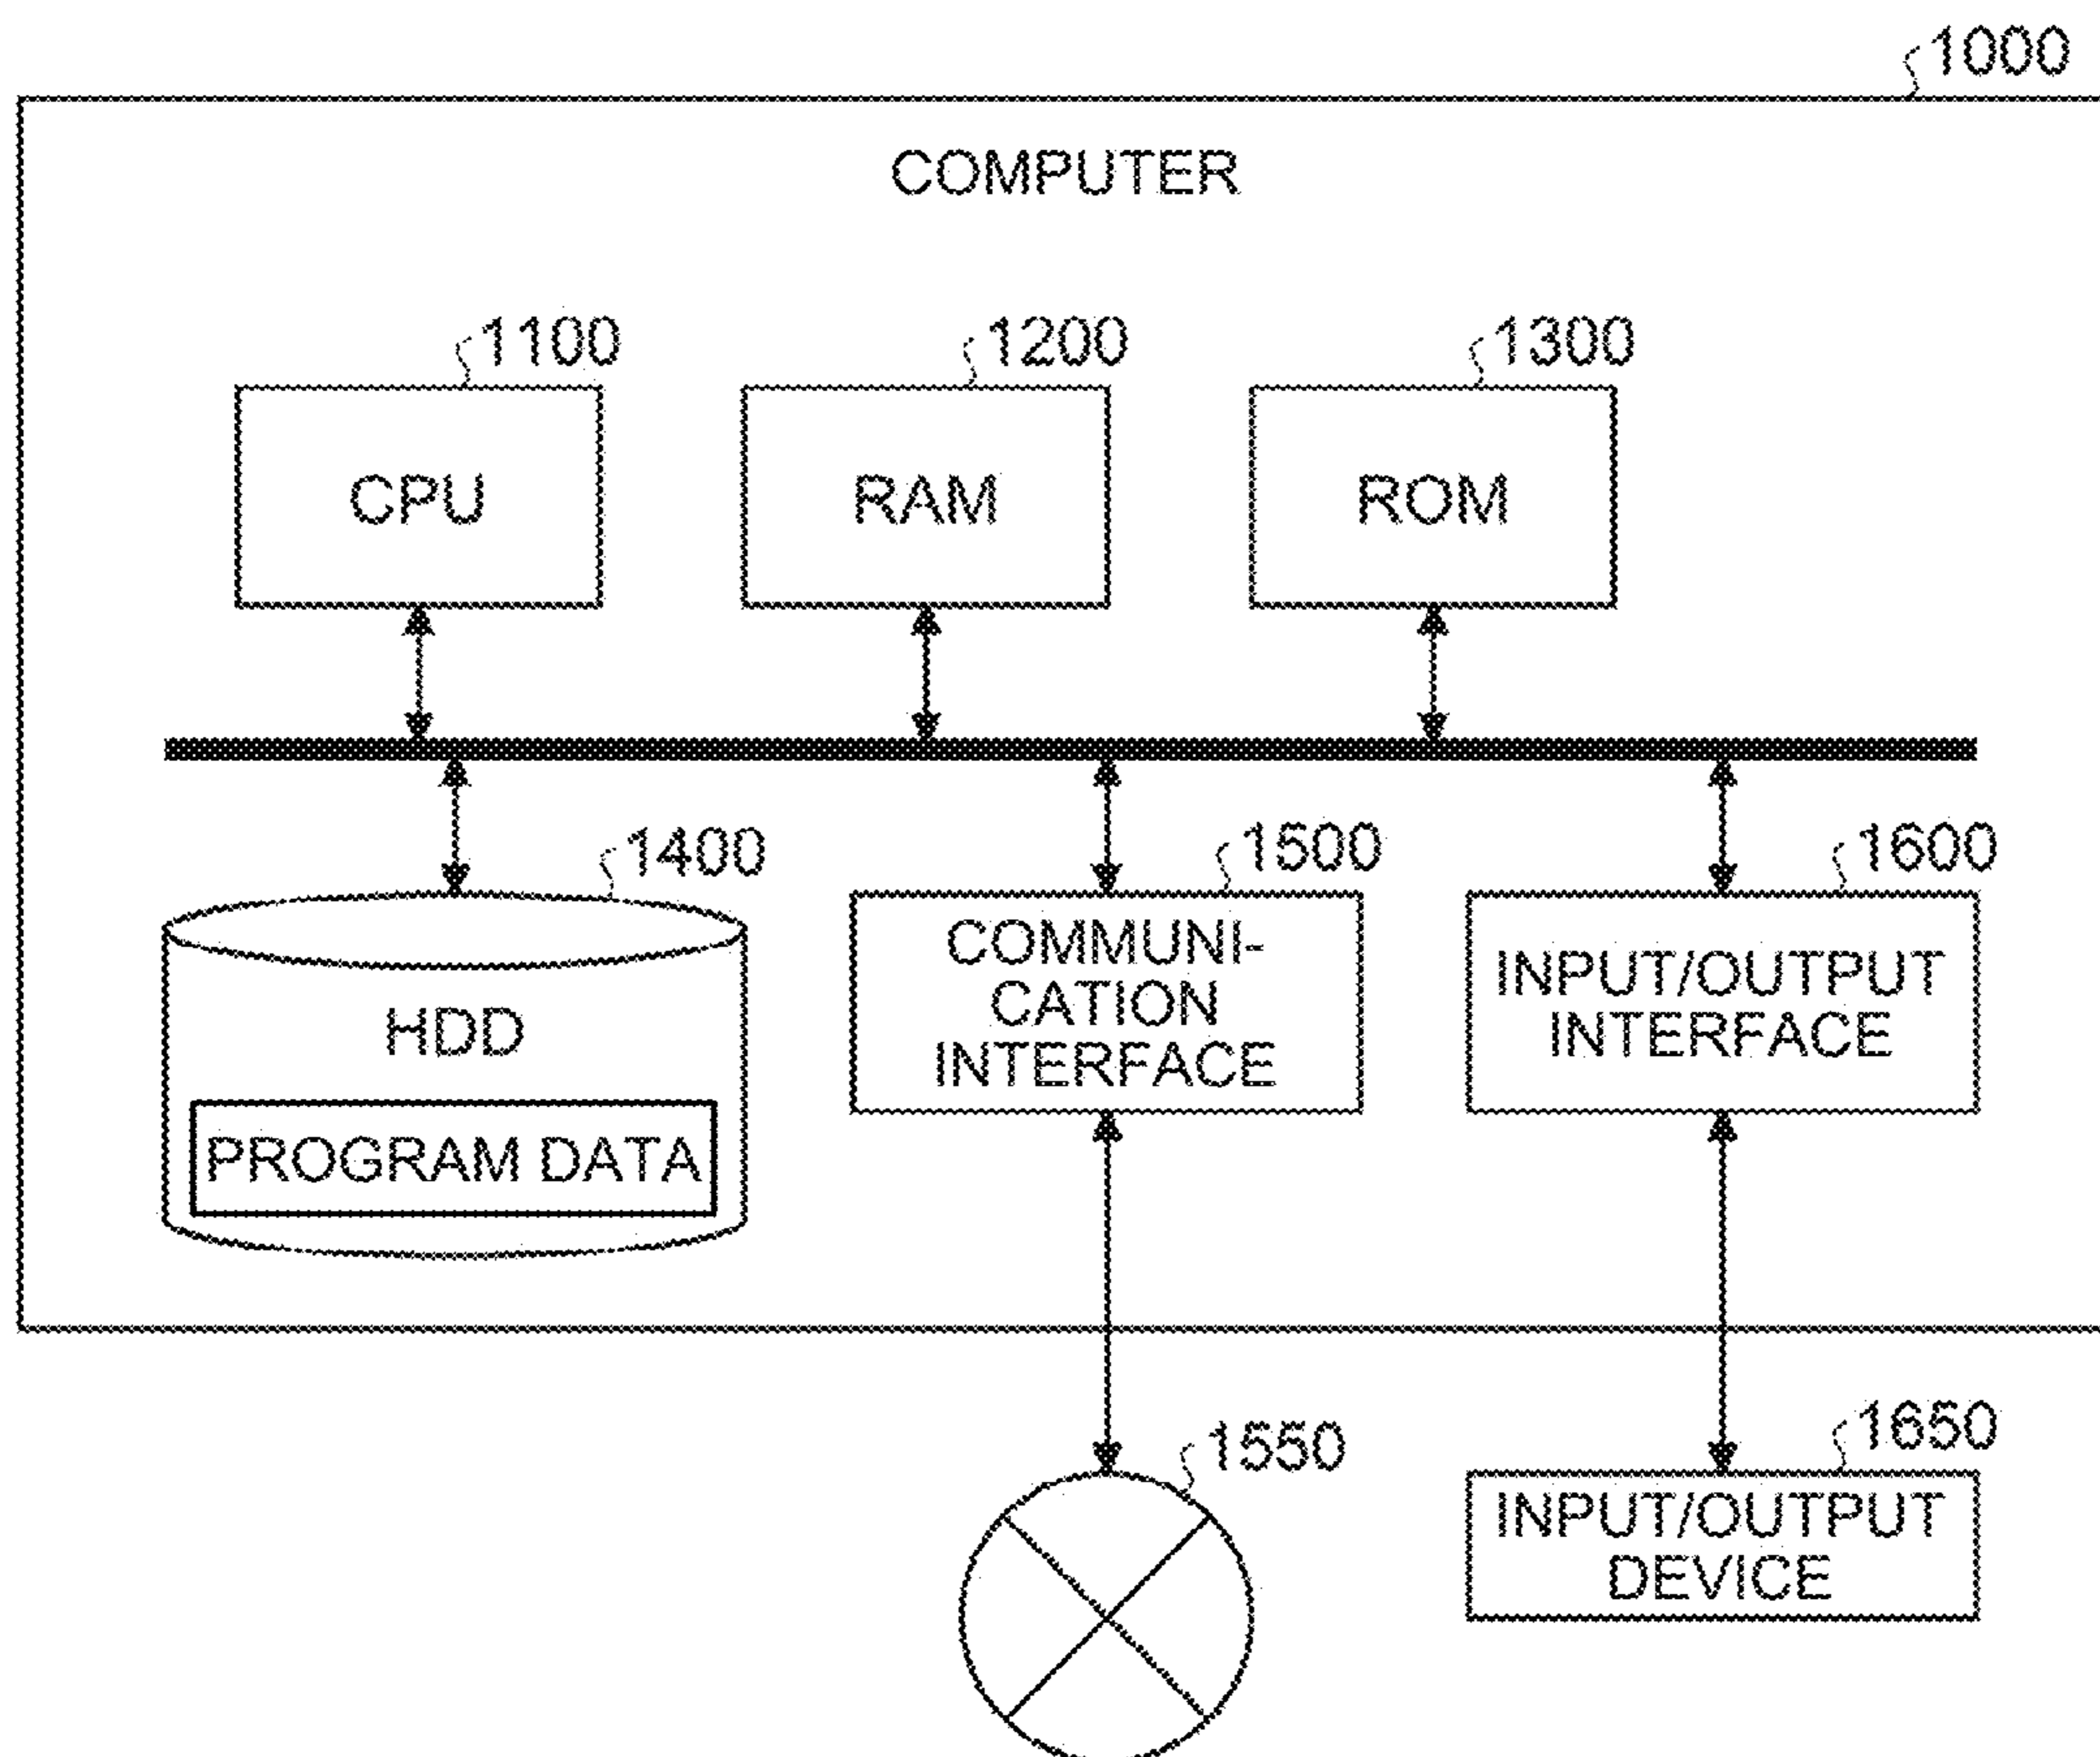 1000
COMPUTER
1100
1200
1300
CPU
RAM
ROM
1400
1500
1600
HDD
PROGRAM DATA
COMMUNI-
CATION
INTERFACE
INPUT/OUTPUT
INTERFACE
1550
1650
INPUT/OUTPUT
DEVICE